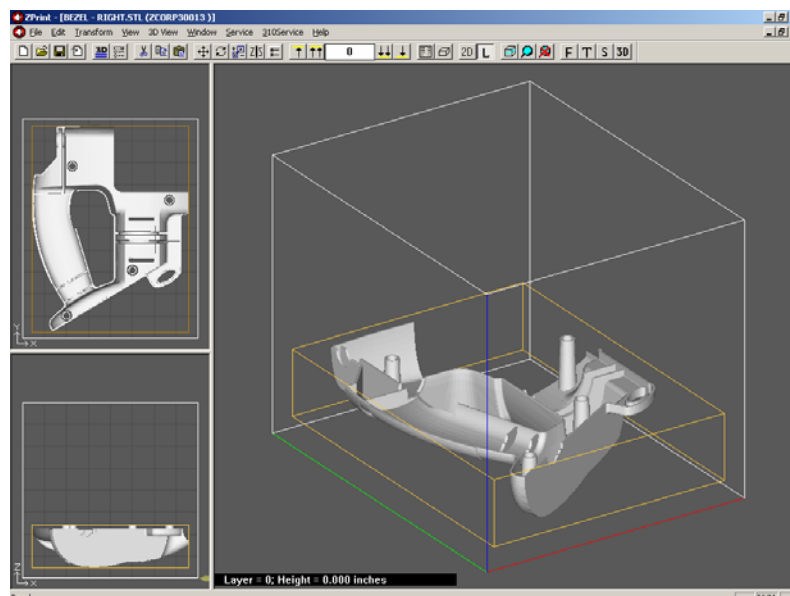 ZPrint - [BEZEL - RIGHT.STL (ZCORP30013 )]
File Edit Transform View 3D View Window Service 310Service Help
3D Z|S 0 2D L F T S 3D
Y
X
Z
X
Layer = 0; Height = 0.000 inches